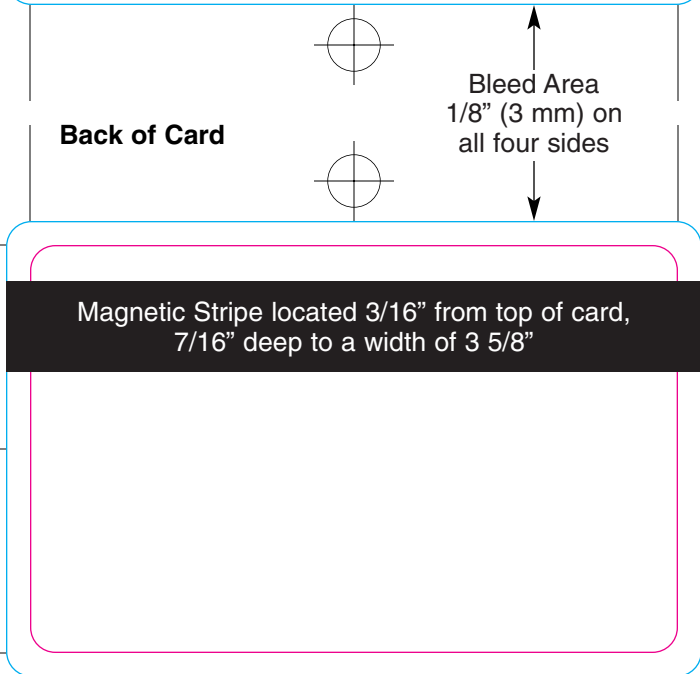 Bleed Area
1/8” (3 mm) on
all four sides
Back of Card
Magnetic Stripe located 3/16” from top of card,
7/16” deep to a width of 3 5/8”